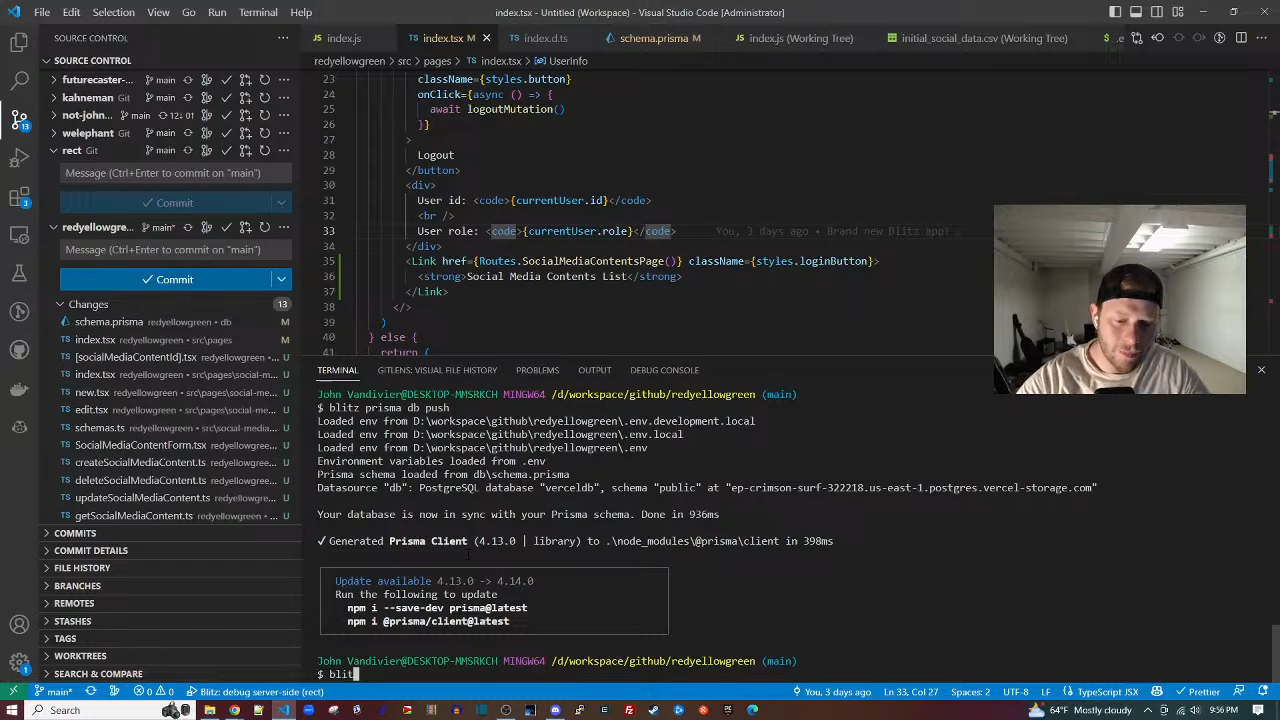 File Edit Selection View Go Run Terminal Help
index.tsx - Untitled (Workspace) - Visual Studio Code [Administrator]
SOURCE CONTROL
index.js
index.tsx
index.d.ts
schema.prisma M
index.js (Working Tree)
initial_social_data.csv (Working Tree)
SOURCE CONTROL
redyellowgreen > src > pages > index.tsx > UserInfo
futurecaster-... main
kahneman Git main
not-john... main 12↓ 0↑
welephant main
rect Git main
Message (Ctrl+Enter to commit on "main")
Commit
redyellowgre... main*
Message (Ctrl+Enter to commit on "main")
Commit
Changes 13
schema.prisma redyellowgreen • db M
index.tsx redyellowgreen • src\pages M
[socialMediaContentId].tsx redyellowgreen •... U
index.tsx redyellowgreen • src\pages\social-me... U
new.tsx redyellowgreen • src\pages\social-me... U
edit.tsx redyellowgreen • src\pages\social-me... U
schemas.ts redyellowgreen • src\social-media... U
SocialMediaContentForm.tsx redyellowgree... U
createSocialMediaContent.ts redyellowgre... U
deleteSocialMediaContent.ts redyellowgre... U
updateSocialMediaContent.ts redyellowgr... U
getSocialMediaContent.ts redyellowgreen •... U
COMMITS
COMMIT DETAILS
FILE HISTORY
BRANCHES
REMOTES
STASHES
TAGS
WORKTREES
SEARCH & COMPARE
23 className={styles.button}
24 onClick={async () => {
25 await logoutMutation()
26 }}
27 >
28 Logout
29 </button>
30 <div>
31 User id: <code>{currentUser.id}</code>
32 <br />
33 User role: <code>{currentUser.role}</code> You, 3 days ago • Brand new Blitz app! …
34 </div>
35 <Link href={Routes.SocialMediaContentsPage()} className={styles.loginButton}>
36 <strong>Social Media Contents List</strong>
37 </Link>
38 </>
39 )
40 } else {
41 return (
TERMINAL GITLENS: VISUAL FILE HISTORY PROBLEMS OUTPUT DEBUG CONSOLE
John Vandivier@DESKTOP-MMSRKCH MINGW64 /d/workspace/github/redyellowgreen (main)
$ blitz prisma db push
Loaded env from D:\workspace\github\redyellowgreen\.env.development.local
Loaded env from D:\workspace\github\redyellowgreen\.env.local
Loaded env from D:\workspace\github\redyellowgreen\.env
Environment variables loaded from .env
Prisma schema loaded from db\schema.prisma
Datasource "db": PostgreSQL database "verceldb", schema "public" at "ep-crimson-surf-322218.us-east-1.postgres.vercel-storage.com"
Your database is now in sync with your Prisma schema. Done in 936ms
✔ Generated Prisma Client (4.13.0 | library) to .\node_modules\@prisma\client in 398ms
Update available 4.13.0 -> 4.14.0
Run the following to update
npm i --save-dev prisma@latest
npm i @prisma/client@latest
John Vandivier@DESKTOP-MMSRKCH MINGW64 /d/workspace/github/redyellowgreen (main)
$ blit
main* 0 0 Blitz: debug server-side (rect) You, 3 days ago Ln 33, Col 27 Spaces: 2 UTF-8 LF TypeScript JSX Prettier
Search 64°F Mostly cloudy 9:56 PM